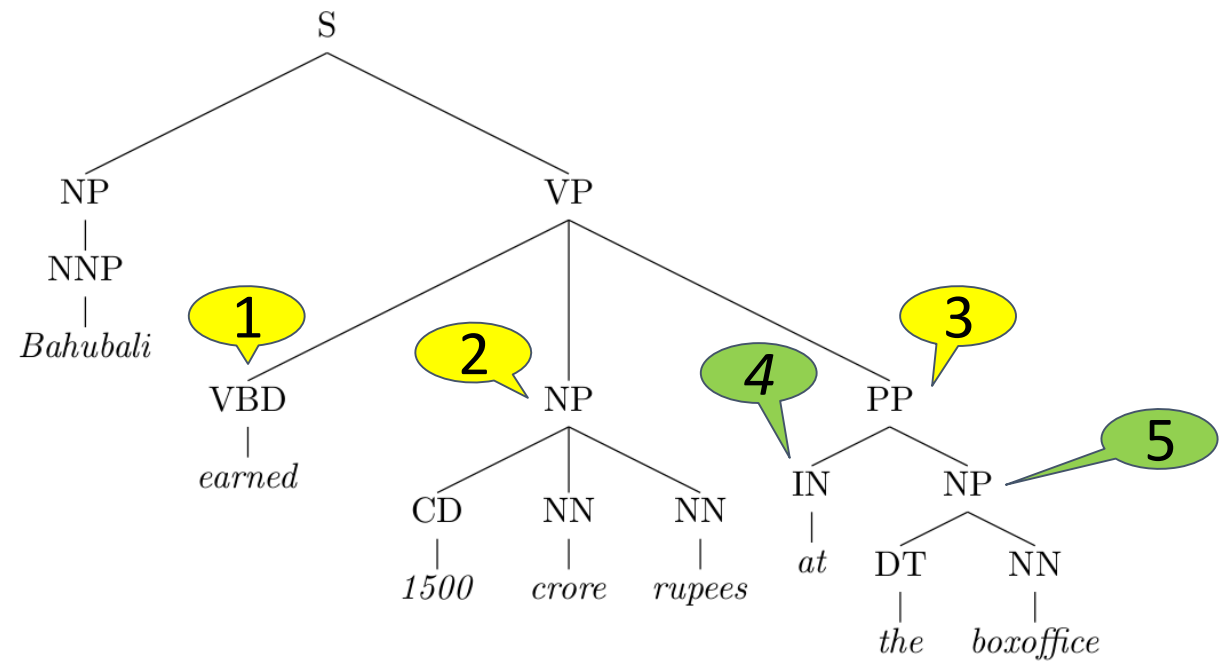 S
NP VP
NNP
Bahubali
1 2 3 4 5
VBD NP PP
earned
IN NP
CD NN NN
at DT NN
1500 crore rupees
the boxoffice